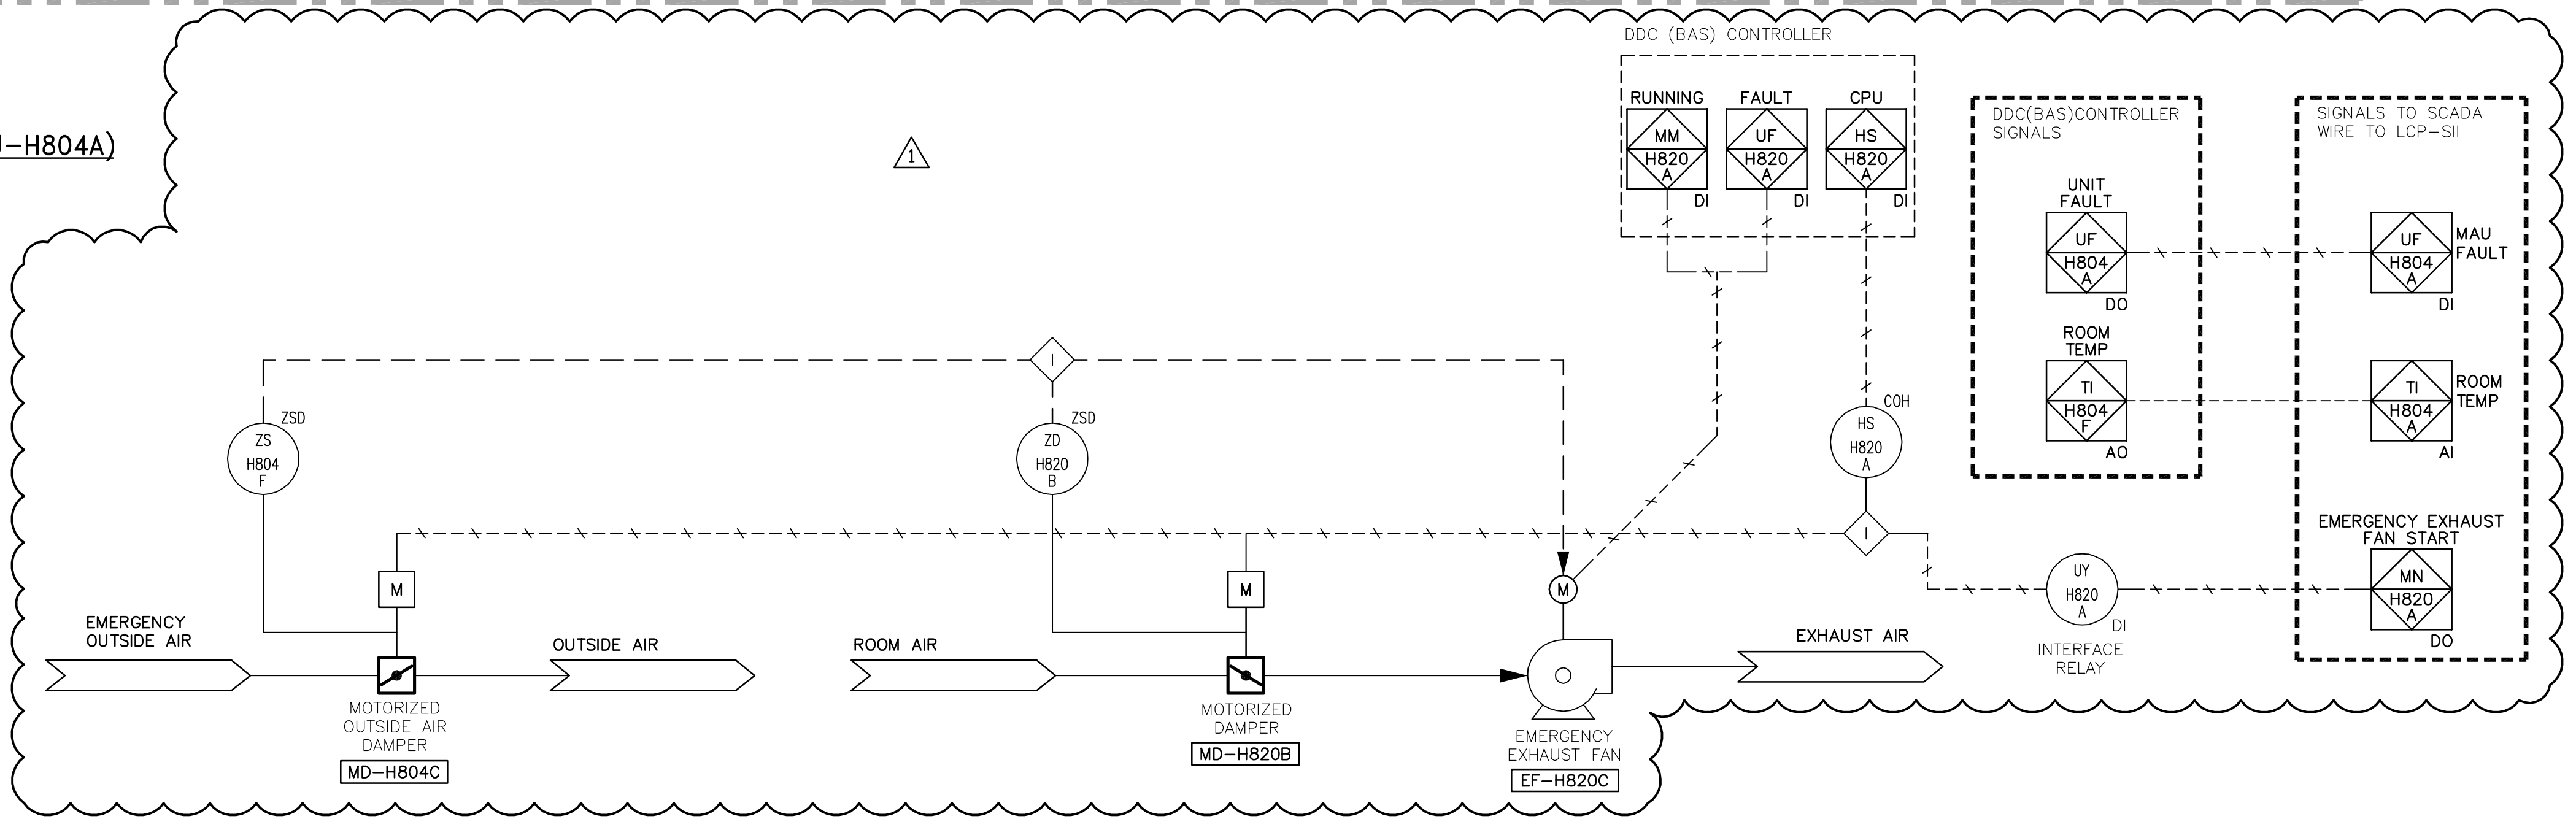 DDC (BAS) CONTROLLER
RUNNING
FAULT
CPU
MM
H820
A
DI
UF
H820
A
DI
HS
H820
A
DI
-H804A)
1
DDC(BAS)CONTROLLER
SIGNALS
UNIT
FAULT
UF
H804
A
DO
ROOM
TEMP
TI
H804
F
AO
SIGNALS TO SCADA
WIRE TO LCP-SII
UF
H804
A
DI
MAU
FAULT
TI
H804
A
AI
ROOM
TEMP
EMERGENCY EXHAUST
FAN START
MN
H820
A
DO
I
ZSD
ZS
H804
F
ZSD
ZD
H820
B
COH
HS
H820
A
I
UY
H820
A
DI
INTERFACE
RELAY
M
M
M
EMERGENCY
OUTSIDE AIR
OUTSIDE AIR
ROOM AIR
EXHAUST AIR
MOTORIZED
OUTSIDE AIR
DAMPER
MD-H804C
MOTORIZED
DAMPER
MD-H820B
EMERGENCY
EXHAUST FAN
EF-H820C